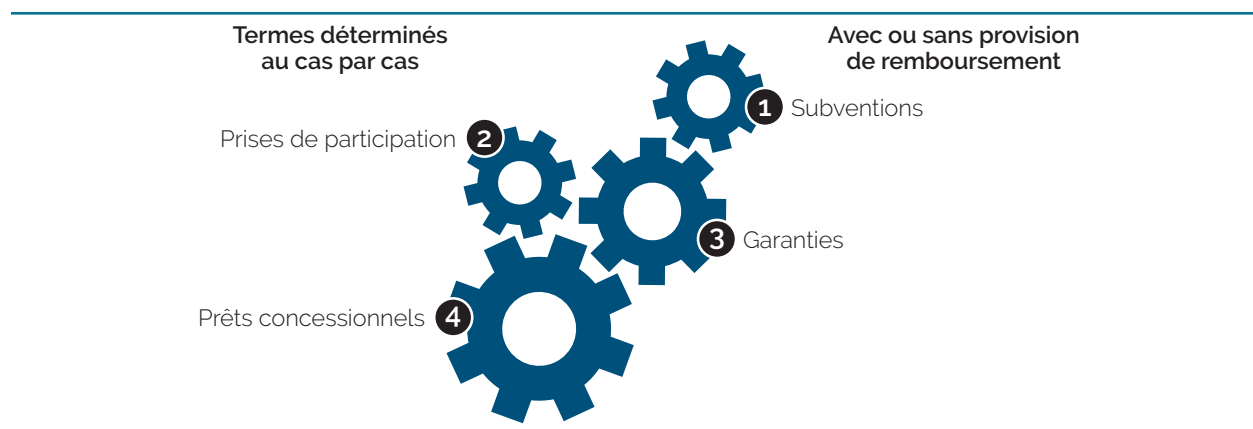 Termes déterminés
au cas par cas
Avec ou sans provision
de remboursement
1 Subventions
Prises de participation 2
3 Garanties
Prêts concessionnels 4